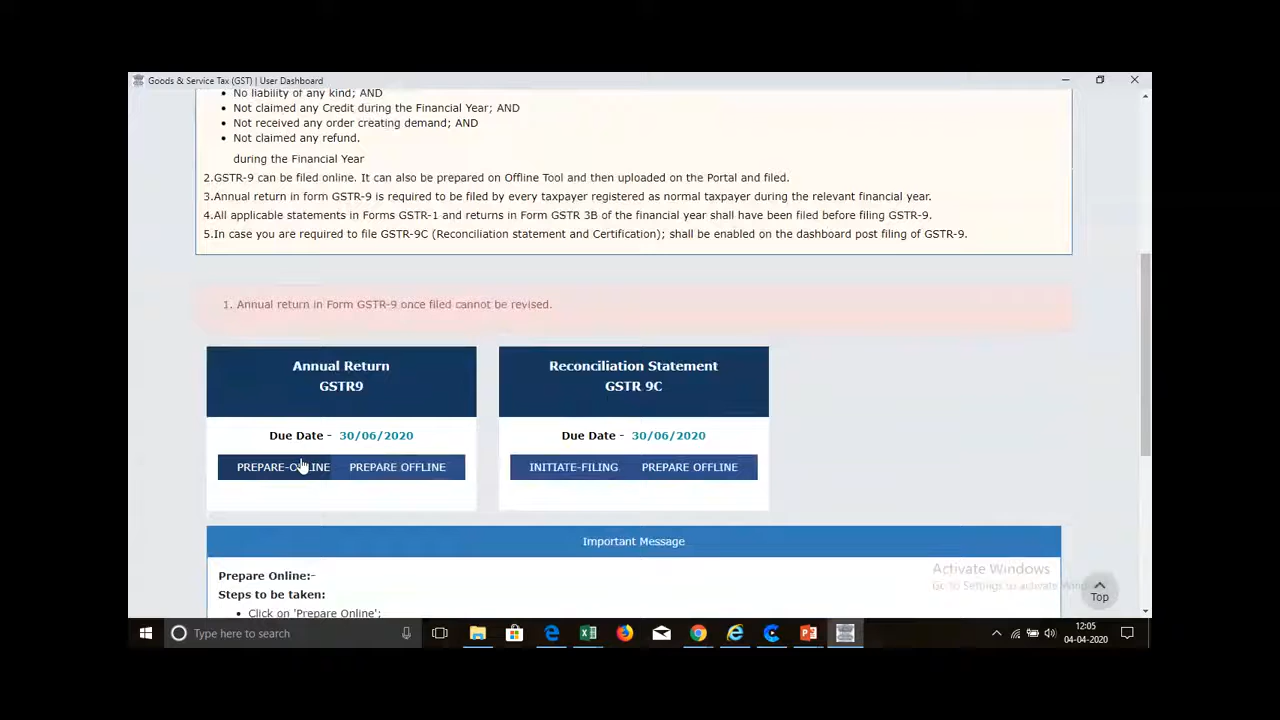 Goods & Service Tax (GST) | User Dashboard
• No liability of any kind; AND
• Not claimed any Credit during the Financial Year; AND
• Not received any order creating demand; AND
• Not claimed any refund.
during the Financial Year
2.GSTR-9 can be filed online. It can also be prepared on Offline Tool and then uploaded on the Portal and filed.
3.Annual return in form GSTR-9 is required to be filed by every taxpayer registered as normal taxpayer during the relevant financial year.
4.All applicable statements in Forms GSTR-1 and returns in Form GSTR 3B of the financial year shall have been filed before filing GSTR-9.
5.In case you are required to file GSTR-9C (Reconciliation statement and Certification); shall be enabled on the dashboard post filing of GSTR-9.
1. Annual return in Form GSTR-9 once filed cannot be revised.
Annual Return
GSTR9
Due Date - 30/06/2020
PREPARE-ONLINE PREPARE OFFLINE
Reconciliation Statement
GSTR 9C
Due Date - 30/06/2020
INITIATE-FILING PREPARE OFFLINE
Important Message
Prepare Online:-
Steps to be taken:
• Click on 'Prepare Online';
Activate Windows
Go to Settings to activate
Top
Type here to search
12:05
04-04-2020